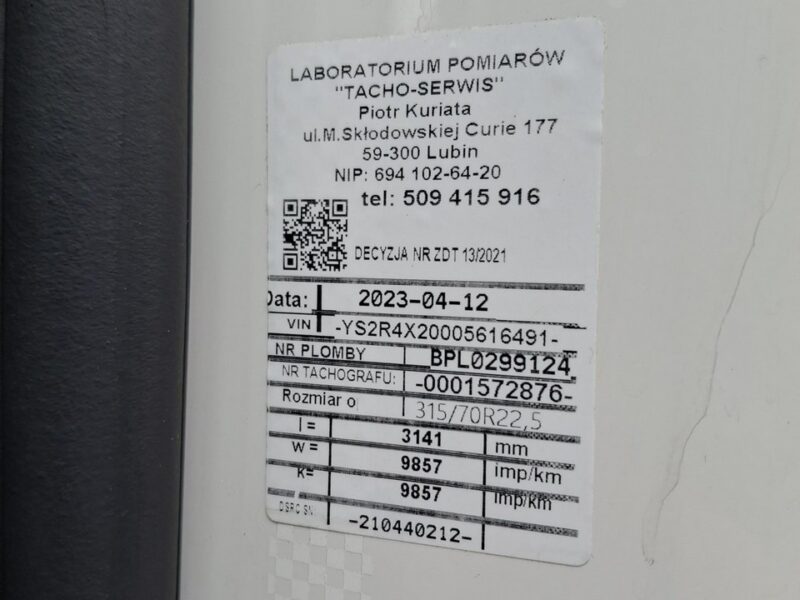 LABORATORIUM POMIARÓW
"TACHO-SERWIS"
Piotr Kuriata
ul.M.Skłodowskiej Curie 177
59-300 Lubin
NIP: 694 102-64-20
tel: 509 415 916
DECYZJA NR ZDT 13/2021
Data: 2023-04-12
VIN -YS2R4X20005616491-
NR PLOMBY BPL0299124
NR TACHOGRAFU: -0001572876-
Rozmiar o 315/70R22,5
l = 3141 mm
w = 9857 imp/km
k= 9857 imp/km
DSRC SN: -210440212-